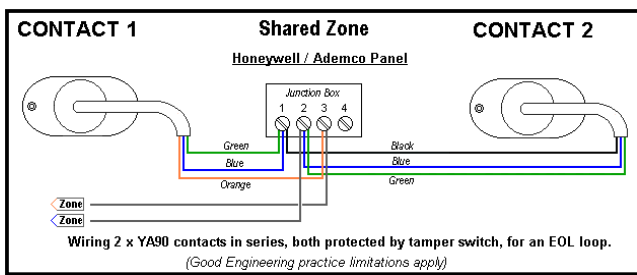 CONTACT 1
Shared Zone
CONTACT 2
Honeywell / Ademco Panel
Junction Box
1 2 3 4
Green
Black
Blue
Blue
Orange
Green
Zone
Zone
Wiring 2 x YA90 contacts in series, both protected by tamper switch, for an EOL loop.
(Good Engineering practice limitations apply)